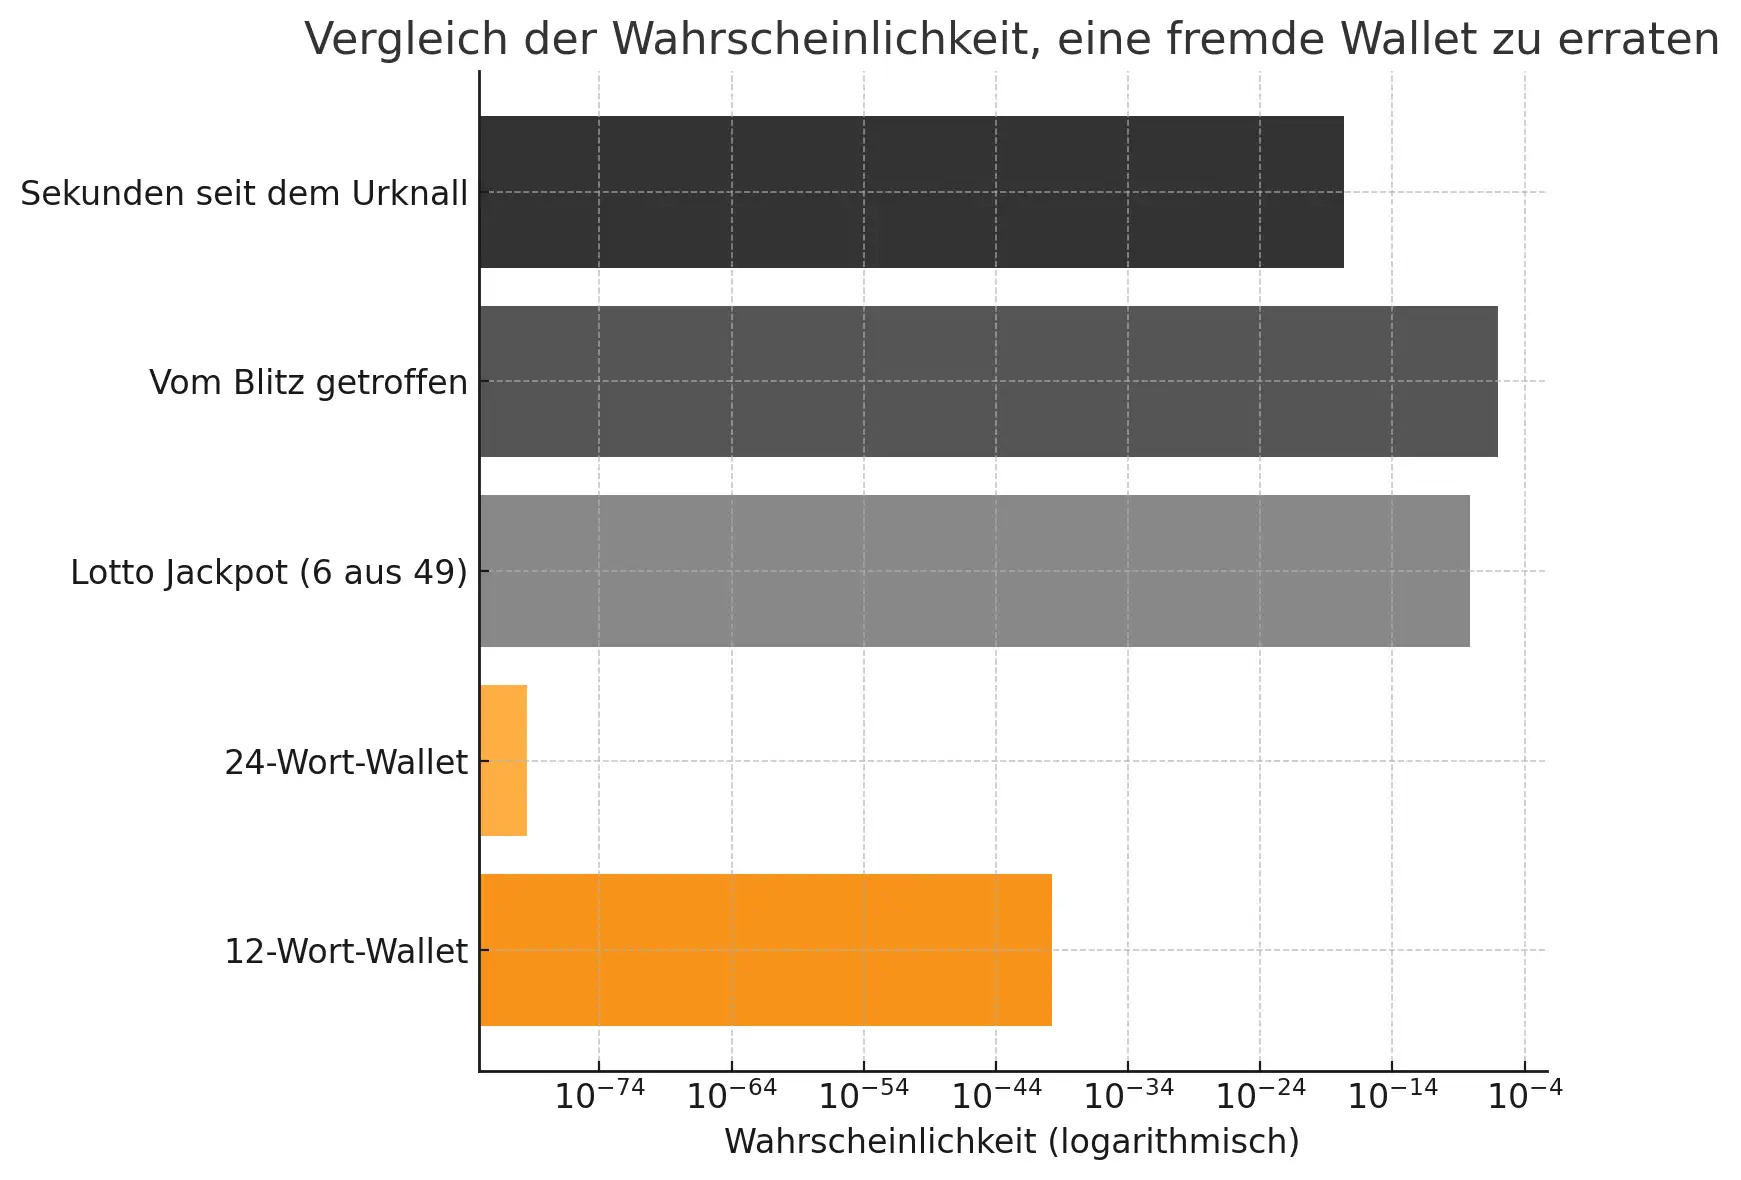 Vergleich der Wahrscheinlichkeit, eine fremde Wallet zu erraten
Sekunden seit dem Urknall
Vom Blitz getroffen
Lotto Jackpot (6 aus 49)
24-Wort-Wallet
12-Wort-Wallet
10⁻⁷⁴ 10⁻⁶⁴ 10⁻⁵⁴ 10⁻⁴⁴ 10⁻³⁴ 10⁻²⁴ 10⁻¹⁴ 10⁻⁴
Wahrscheinlichkeit (logarithmisch)